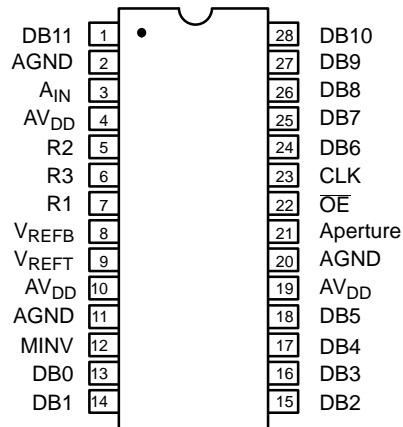 DB11 1 28 DB10
AGND 2 27 DB9
AIN 3 26 DB8
AVDD 4 25 DB7
R2 5 24 DB6
R3 6 23 CLK
R1 7 22 O̅E̅
VREFB 8 21 Aperture
VREFT 9 20 AGND
AVDD 10 19 AVDD
AGND 11 18 DB5
MINV 12 17 DB4
DB0 13 16 DB3
DB1 14 15 DB2